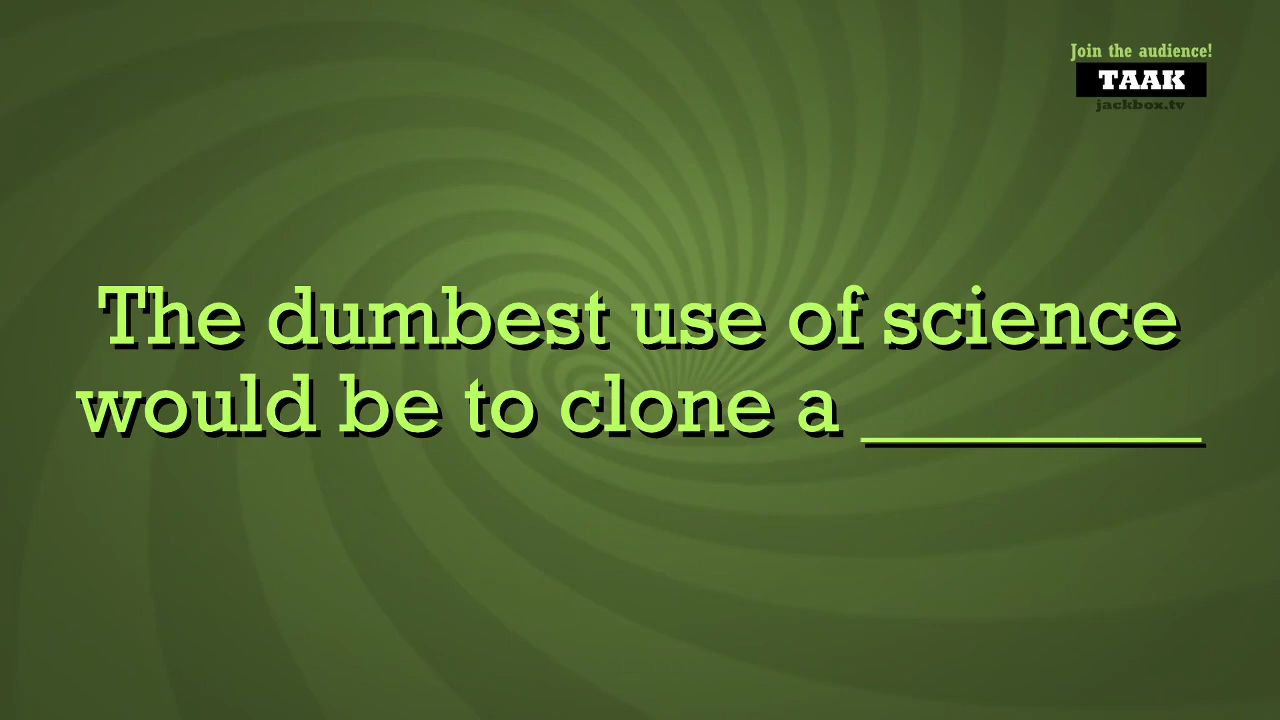 Join the audience!
TAAK
jackbox.tv
The dumbest use of science
would be to clone a ________